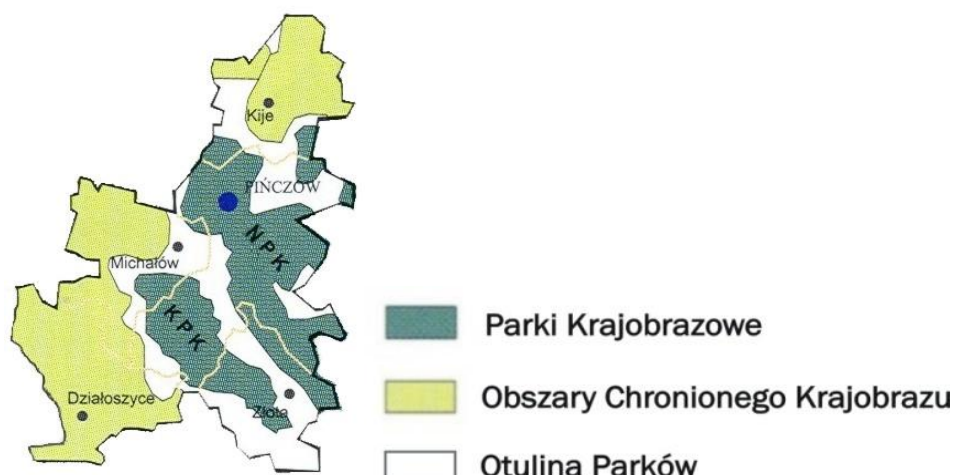 Kije
PIŃCZÓW
NPK
Michałów
KPK
Działoszyce
Złota
Parki Krajobrazowe
Obszary Chronionego Krajobrazu
Otulina Parków